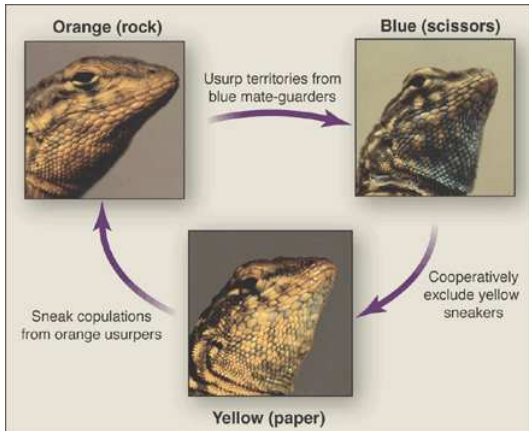 Orange (rock)
Blue (scissors)
Usurp territories from
blue mate-guarders
Cooperatively
exclude yellow
sneakers
Sneak copulations
from orange usurpers
Yellow (paper)